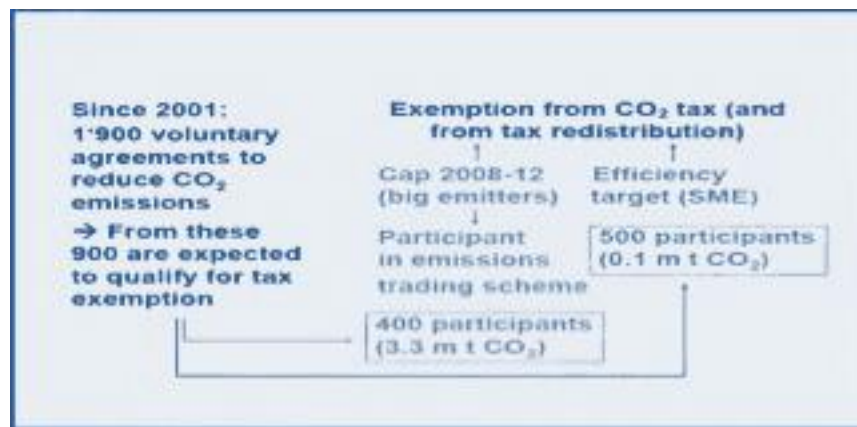 Since 2001:
1'900 voluntary
agreements to
reduce CO₂
emissions
→ From these
900 are expected
to qualify for tax
exemption
Exemption from CO₂ tax (and
from tax redistribution)
Cap 2008-12
(big emitters)
Participant
in emissions
trading scheme
400 participants
(3.3 m t CO₂)
Efficiency
target (SME)
500 participants
(0.1 m t CO₂)